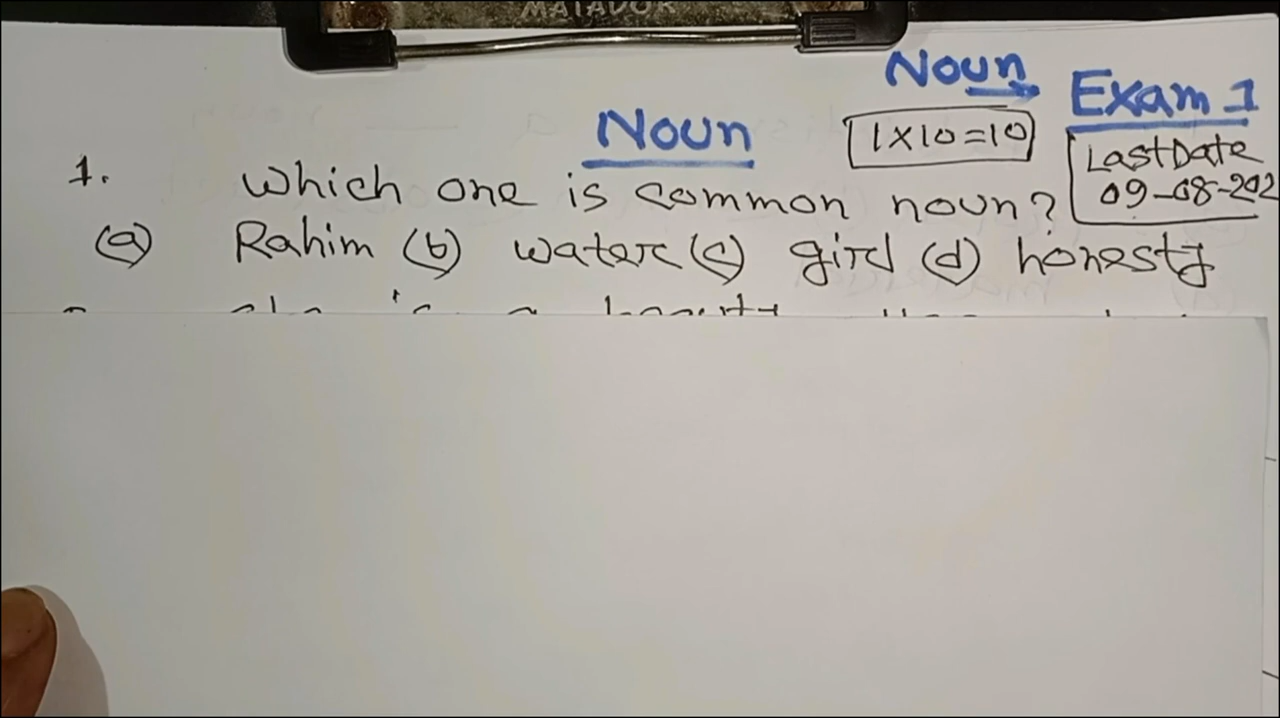 MATADOR
Noun
Exam 1
Noun
1×10=10
Last Date
09-08-202
1. Which one is common noun?
(a) Rahim (b) water (c) girl (d) honesty